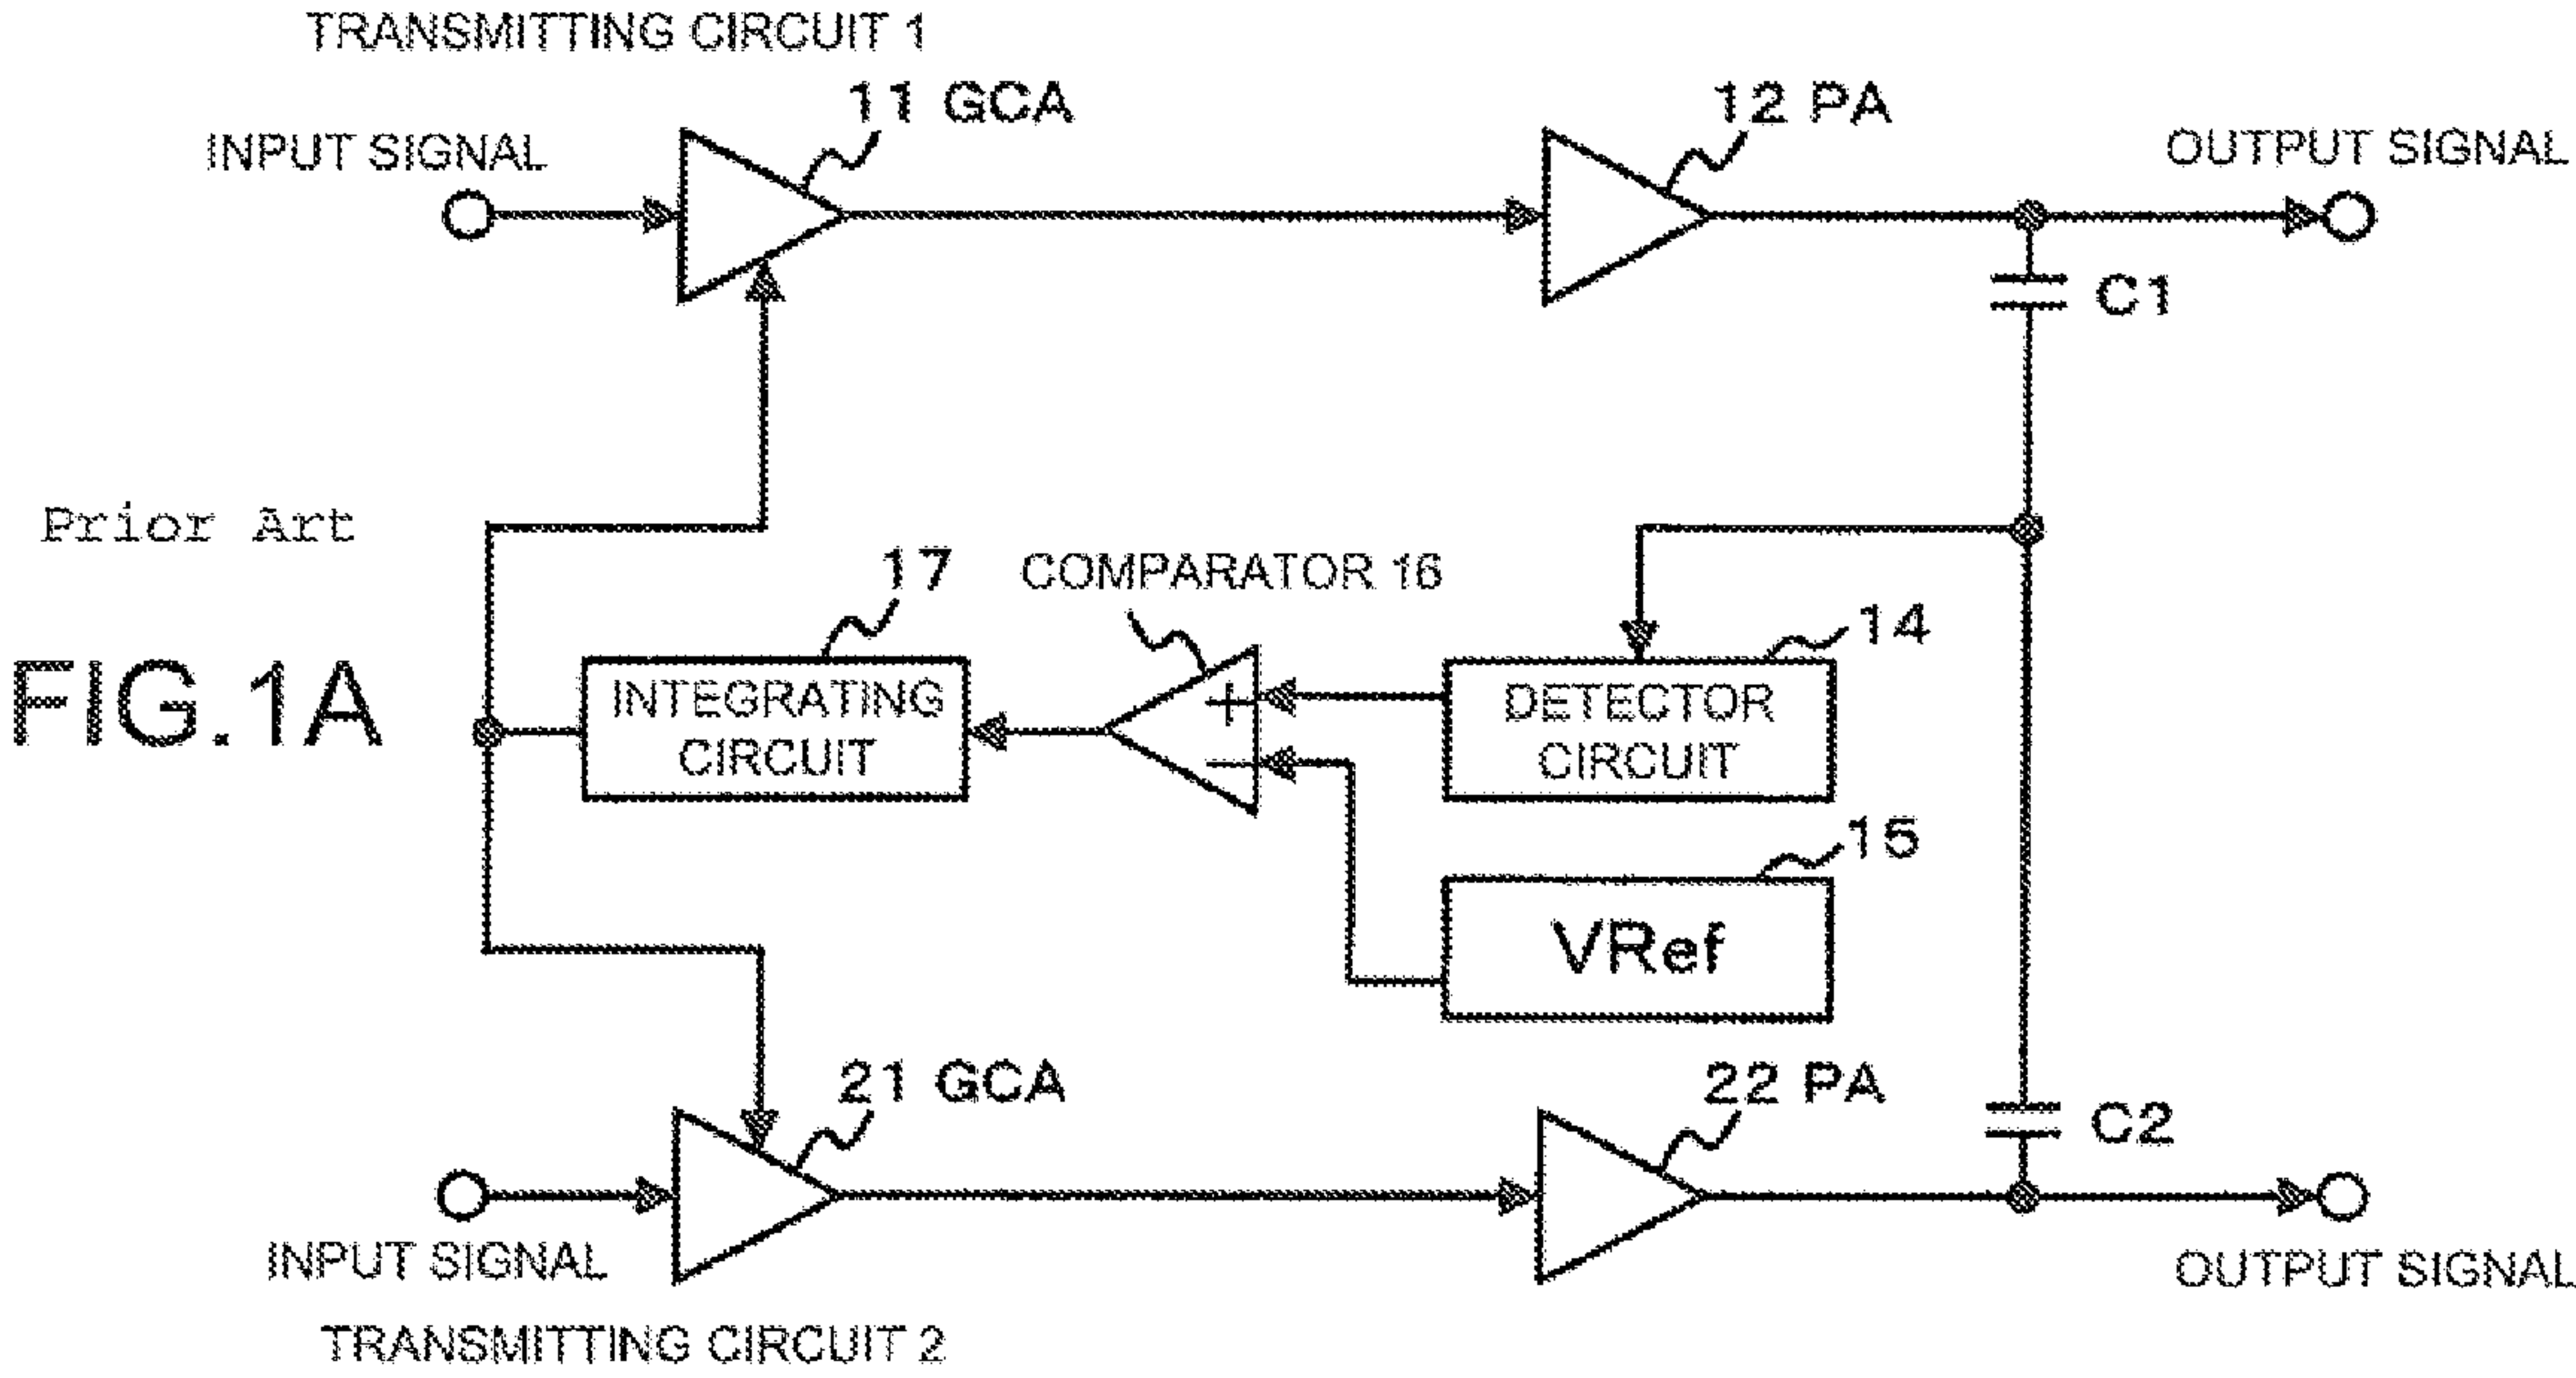 TRANSMITTING CIRCUIT 1
11 GCA
12 PA
INPUT SIGNAL
OUTPUT SIGNAL
C1
Prior Art
FIG.1A
17
COMPARATOR 16
14
INTEGRATING
CIRCUIT
+
−
DETECTOR
CIRCUIT
15
VRef
21 GCA
22 PA
C2
INPUT SIGNAL
OUTPUT SIGNAL
TRANSMITTING CIRCUIT 2